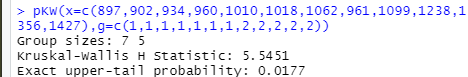 > pKW(x=c(897,902,934,960,1010,1018,1062,961,1099,1238,1
356,1427),g=c(1,1,1,1,1,1,1,2,2,2,2,2))
Group sizes: 7 5
Kruskal-Wallis H Statistic: 5.5451
Exact upper-tail probability: 0.0177